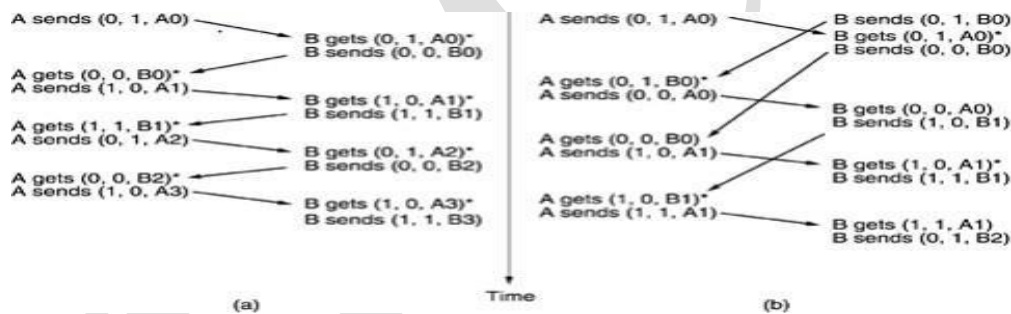 A sends (0, 1, A0)
B gets (0, 1, A0)*
B sends (0, 0, B0)
A gets (0, 0, B0)*
A sends (1, 0, A1)
B gets (1, 0, A1)*
B sends (1, 1, B1)
A gets (1, 1, B1)*
A sends (0, 1, A2)
B gets (0, 1, A2)*
B sends (0, 0, B2)
A gets (0, 0, B2)*
A sends (1, 0, A3)
B gets (1, 0, A3)*
B sends (1, 1, B3)
(a)
Time
A sends (0, 1, A0)
B sends (0, 1, B0)
B gets (0, 1, A0)*
B sends (0, 0, B0)
A gets (0, 1, B0)*
A sends (0, 0, A0)
B gets (0, 0, A0)
B sends (1, 0, B1)
A gets (0, 0, B0)
A sends (1, 0, A1)
B gets (1, 0, A1)*
B sends (1, 1, B1)
A gets (1, 0, B1)*
A sends (1, 1, A1)
B gets (1, 1, A1)
B sends (0, 1, B2)
(b)